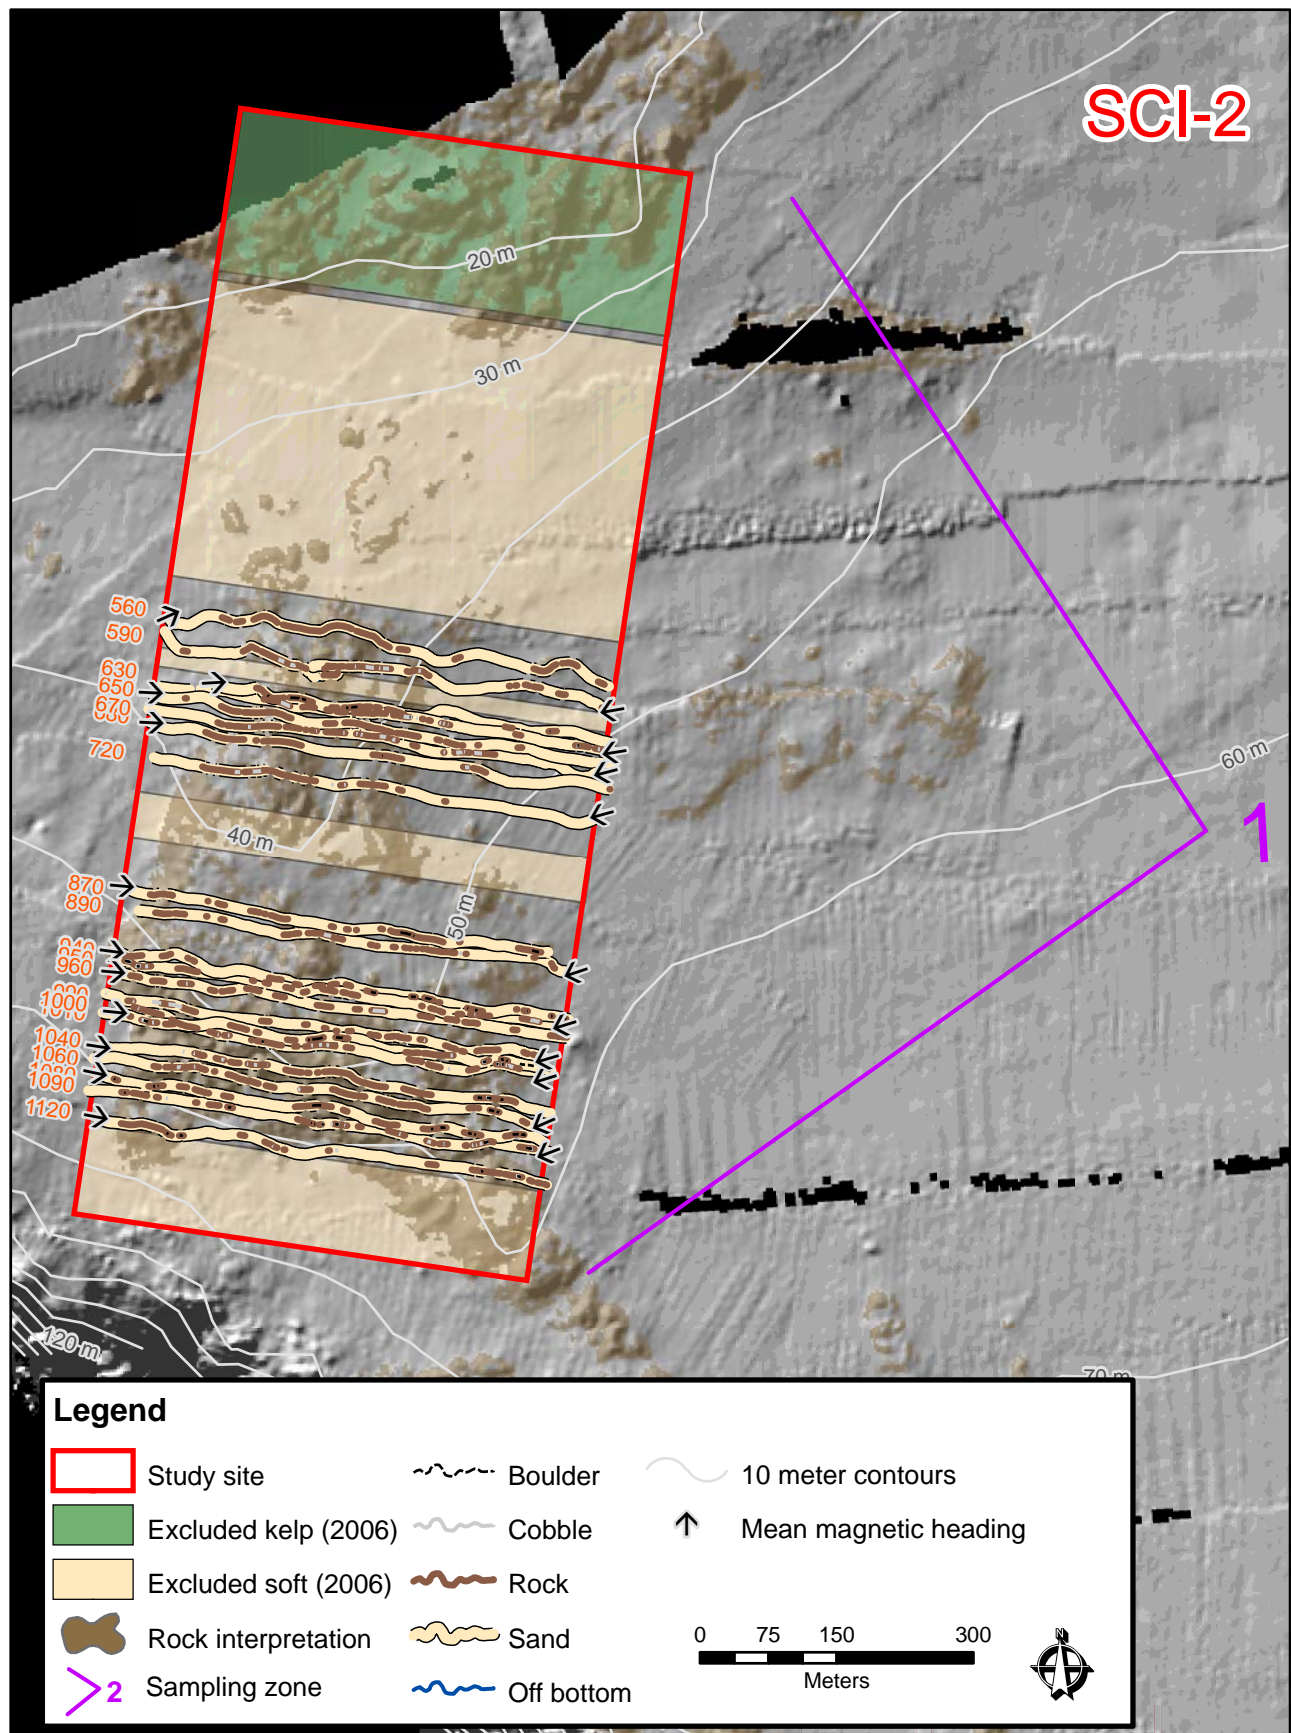 SCI-2
20 m
30 m
560
590
630
650
670
720
40 m
60 m
1
870
890
50 m
960
1000
1040
1060
1090
1120
120 m
70 m
Legend
Study site
Excluded kelp (2006)
Excluded soft (2006)
Rock interpretation
2 Sampling zone
Boulder
Cobble
Rock
Sand
Off bottom
10 meter contours
Mean magnetic heading
0 75 150 300
Meters
N